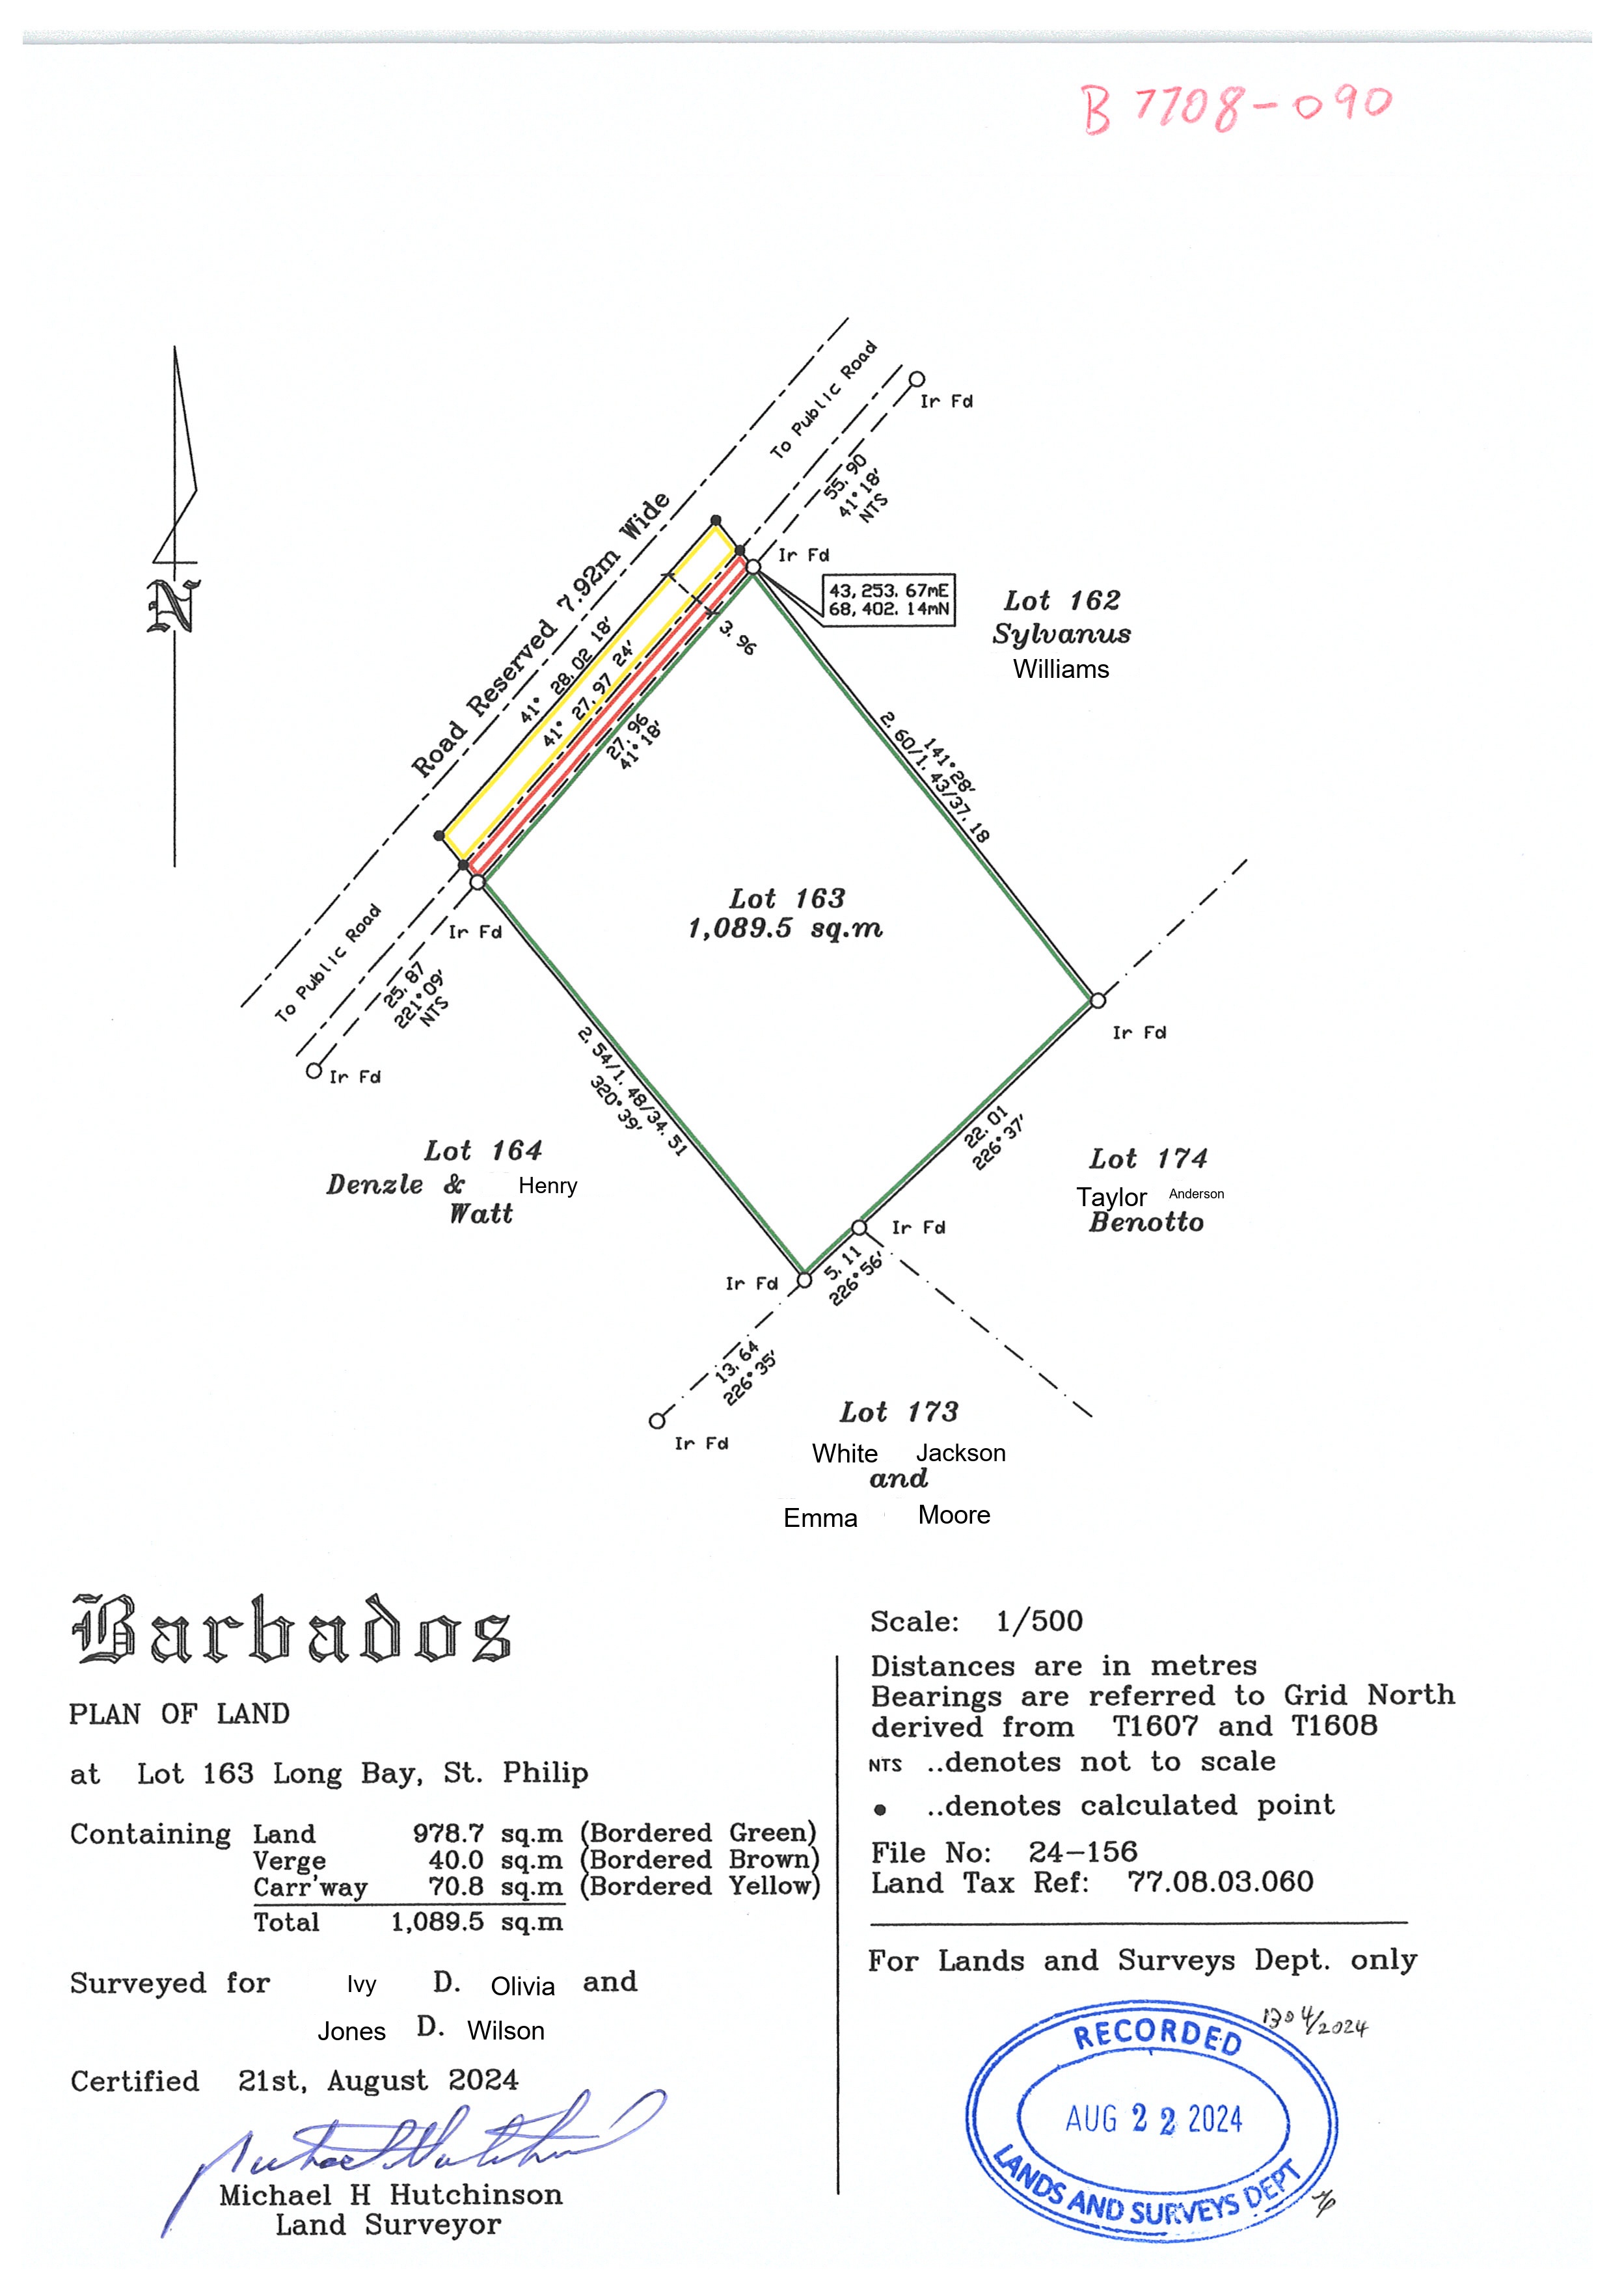 B 7708-090
To Public Road
Ir Fd
55.90
41°18'
NTS
Road Reserved 7.92m Wide
Ir Fd
43,253.67mE
68,402.14mN
Lot 162
Sylvanus
Williams
3.96
41° 28.02 18'
41° 27.97 24'
27.96
41°18'
141°28'
2.60/1.43/37.18
Lot 163
1,089.5 sq.m
To Public Road
Ir Fd
25.87
221°09'
NTS
Ir Fd
Ir Fd
2.54/1.48/34.51
320°39'
22.01
226°37'
Lot 164
Denzle & Henry
Watt
Lot 174
Taylor Anderson
Benotto
Ir Fd
Ir Fd
5.11
226°56'
13.64
226°35'
Ir Fd
Lot 173
White Jackson
and
Emma Moore
Barbados
PLAN OF LAND
at Lot 163 Long Bay, St. Philip
Containing Land 978.7 sq.m (Bordered Green)
Verge 40.0 sq.m (Bordered Brown)
Carr'way 70.8 sq.m (Bordered Yellow)
Total 1,089.5 sq.m
Surveyed for Ivy D. Olivia and
Jones D. Wilson
Certified 21st, August 2024
Michael H Hutchinson
Land Surveyor
Scale: 1/500
Distances are in metres
Bearings are referred to Grid North
derived from T1607 and T1608
NTS ..denotes not to scale
● ..denotes calculated point
File No: 24-156
Land Tax Ref: 77.08.03.060
For Lands and Surveys Dept. only
1304/2024
RECORDED
AUG 22 2024
LANDS AND SURVEYS DEPT
N